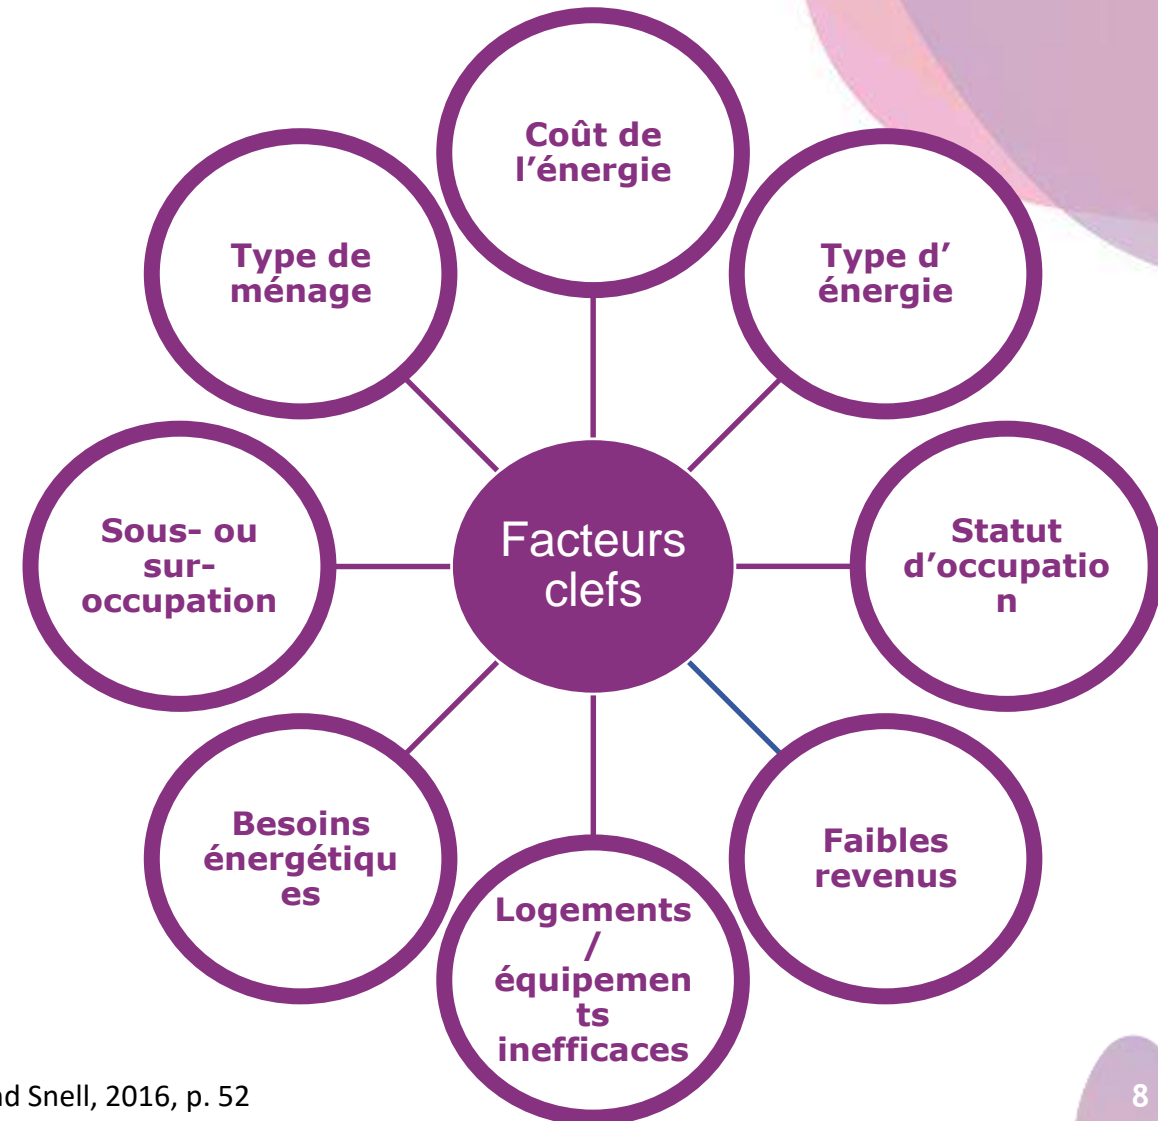 Coût de
l’énergie
Type d’
énergie
Statut
d’occupatio
n
Faibles
revenus
Logements
/
équipemen
ts
inefficaces
Besoins
énergétiqu
es
Sous- ou
sur-
occupation
Type de
ménage
Facteurs
clefs
Snell, 2016, p. 52
8